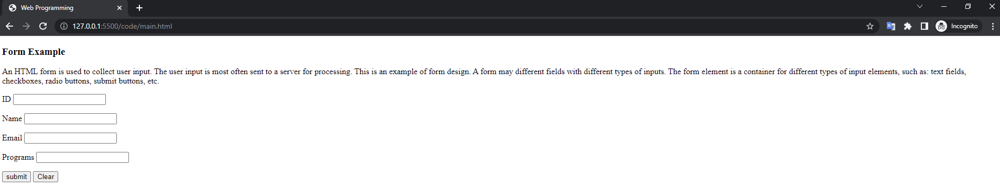 Web Programming
127.0.0.1:5500/code/main.html
Incognito
Form Example
An HTML form is used to collect user input. The user input is most often sent to a server for processing. This is an example of form design. A form may different fields with different types of inputs. The form element is a container for different types of input elements, such as: text fields,
checkboxes, radio buttons, submit buttons, etc.
ID
Name
Email
Programs
submit Clear